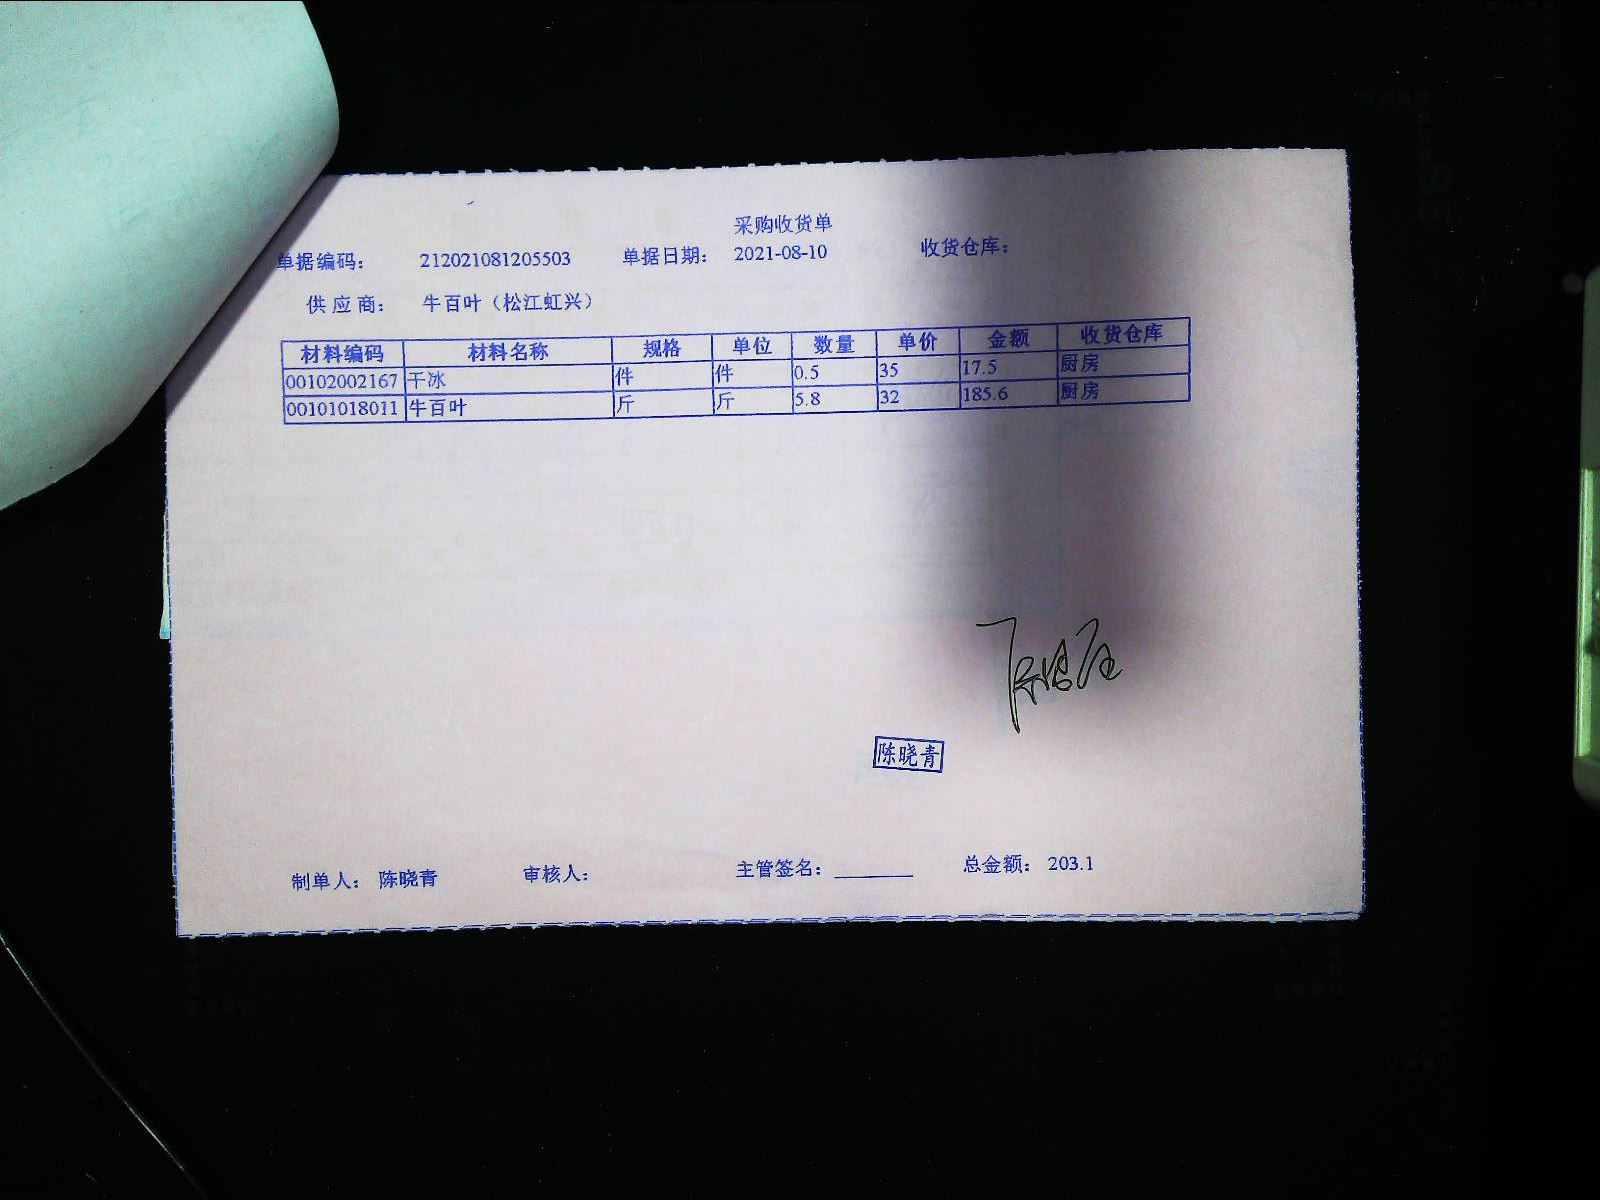 采购收货单
单据编码： 212021081205503 单据日期： 2021-08-10 收货仓库：
供应商： 牛百叶（松江虹兴）
材料编码 材料名称 规格 单位 数量 单价 金额 收货仓库
00102002167 干冰 件 件 0.5 35 17.5 厨房
00101018011 牛百叶 斤 斤 5.8 32 185.6 厨房
陈晓青
制单人： 陈晓青 审核人： 主管签名：______ 总金额： 203.1